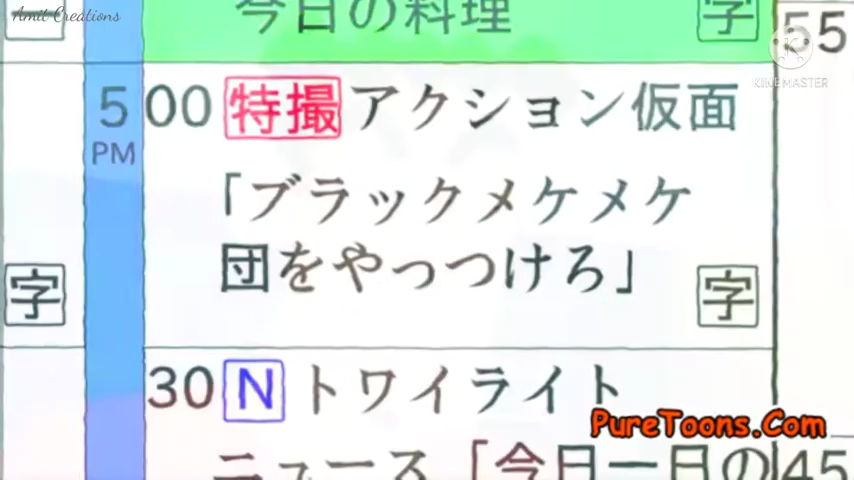 Amit Creations
今日の料理 字
55
KINEMASTER
5 PM
00 特撮 アクション仮面
「ブラックメケメケ
団をやっつけろ」 字
字
30 N トワイライト
PureToons.Com
ニュース「今日一日の
45